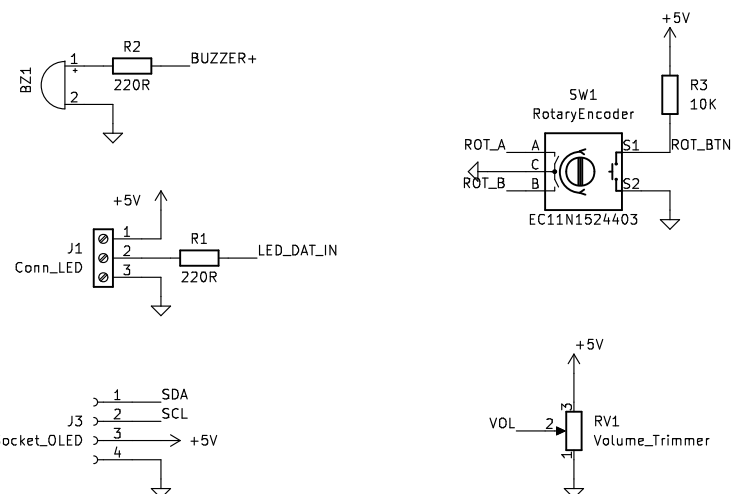 R2
BUZZER+
BZ1
1
+
2
220R
+5V
R3
10K
SW1
RotaryEncoder
ROT_A
A
S1
ROT_BTN
C
ROT_B
B
S2
EC11N1524403
+5V
J1
Conn_LED
1
2
3
R1
220R
LED_DAT_IN
J3
ocket_OLED
1
SDA
2
SCL
3
+5V
4
+5V
VOL
2
3
1
RV1
Volume_Trimmer